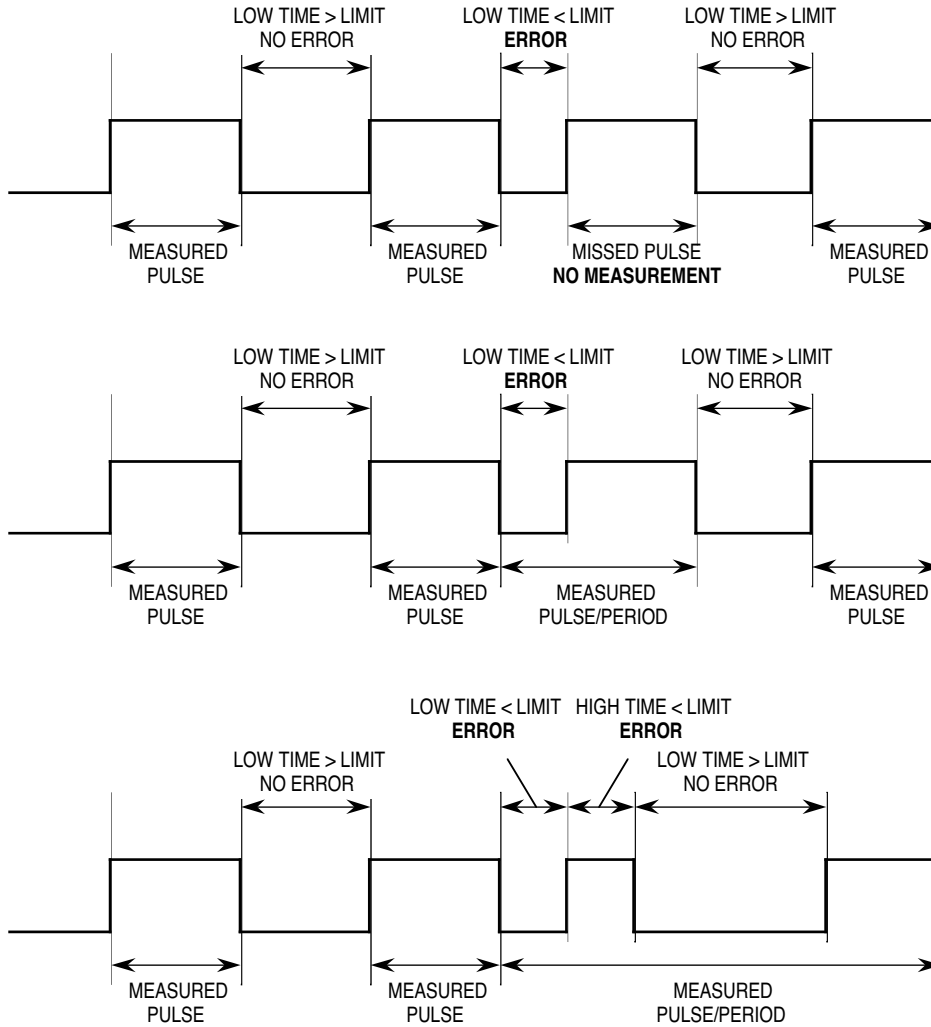 LOW TIME > LIMIT
NO ERROR
LOW TIME < LIMIT
ERROR
LOW TIME > LIMIT
NO ERROR
MEASURED
PULSE
MEASURED
PULSE
MISSED PULSE
NO MEASUREMENT
MEASURED
PULSE
LOW TIME > LIMIT
NO ERROR
LOW TIME < LIMIT
ERROR
LOW TIME > LIMIT
NO ERROR
MEASURED
PULSE
MEASURED
PULSE
MEASURED
PULSE/PERIOD
MEASURED
PULSE
LOW TIME < LIMIT
ERROR
HIGH TIME < LIMIT
ERROR
LOW TIME > LIMIT
NO ERROR
LOW TIME > LIMIT
NO ERROR
MEASURED
PULSE
MEASURED
PULSE
MEASURED
PULSE/PERIOD